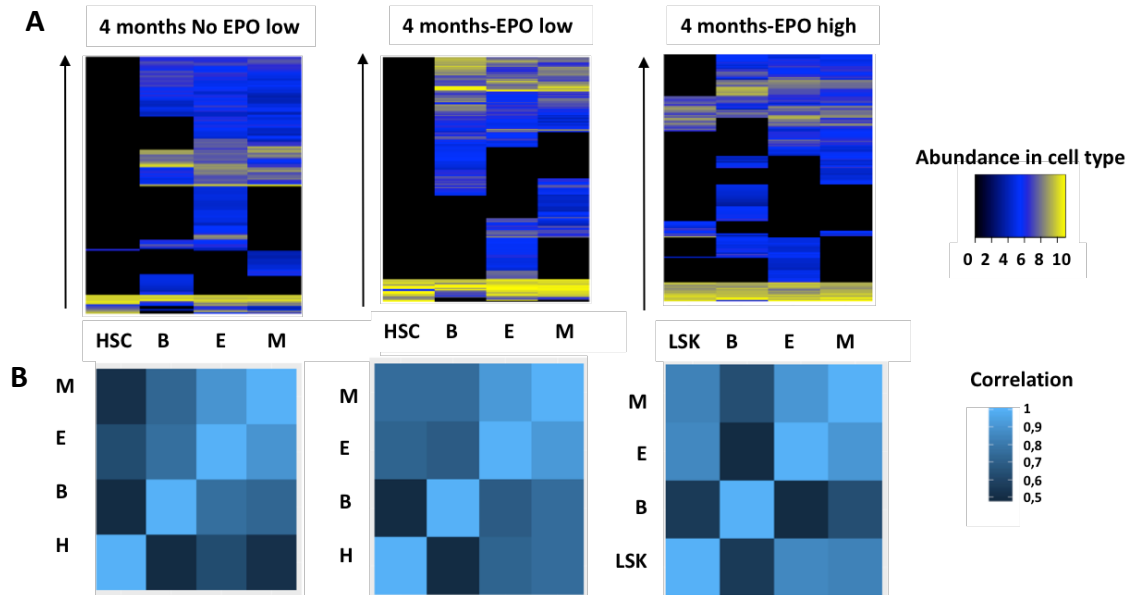 A
4 months No EPO low
4 months-EPO low
4 months-EPO high
Abundance in cell type
0 2 4 6 8 10
HSC B E M
HSC B E M
LSK B E M
B
M
E
B
H
M
E
B
H
M
E
B
LSK
Correlation
1
0,9
0,8
0,7
0,6
0,5